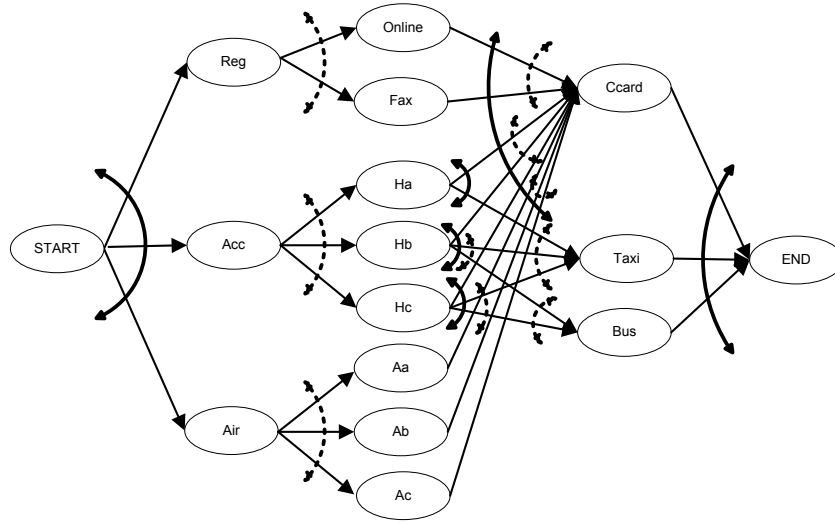 Online
Reg
Fax
Ccard
Ha
START
Acc
Hb
Taxi
END
Hc
Bus
Aa
Air
Ab
Ac